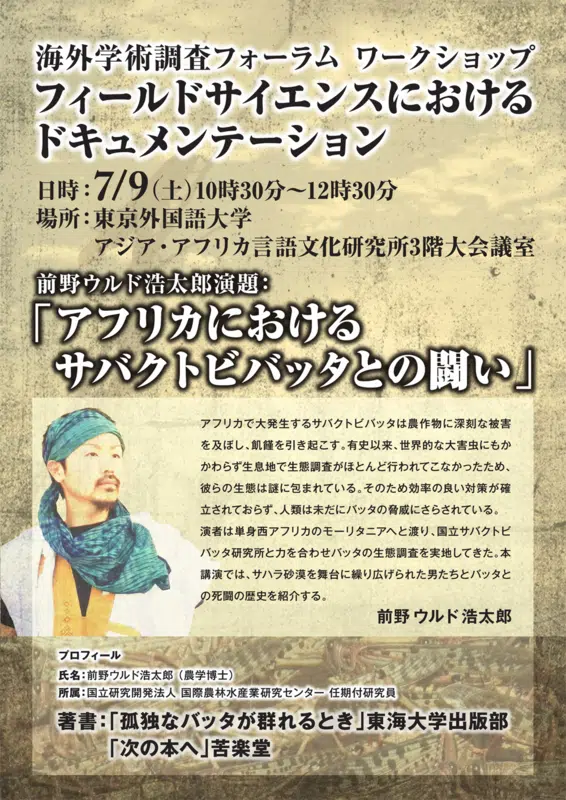 海外学術調査フォーラム ワークショップ
フィールドサイエンスにおける
ドキュメンテーション
日時：7/9（土）10時30分～12時30分
場所：東京外国語大学
アジア・アフリカ言語文化研究所3階大会議室
前野ウルド浩太郎演題：
「アフリカにおける
サバクトビバッタとの闘い」
アフリカで大発生するサバクトビバッタは農作物に深刻な被害
を及ぼし、飢饉を引き起こす。有史以来、世界的な大害虫にもか
かわらず生息地で生態調査がほとんど行われてこなかったため、
彼らの生態は謎に包まれている。そのため効率の良い対策が確
立されておらず、人類は未だにバッタの脅威にさらされている。
演者は単身西アフリカのモーリタニアへと渡り、国立サバクトビ
バッタ研究所と力を合わせバッタの生態調査を実地してきた。本
講演では、サハラ砂漠を舞台に繰り広げられた男たちとバッタと
の死闘の歴史を紹介する。
前野 ウルド 浩太郎
プロフィール
氏名：前野ウルド浩太郎（農学博士）
所属：国立研究開発法人 国際農林水産業研究センター 任期付研究員
著書：「孤独なバッタが群れるとき」東海大学出版部
「次の本へ」苦楽堂